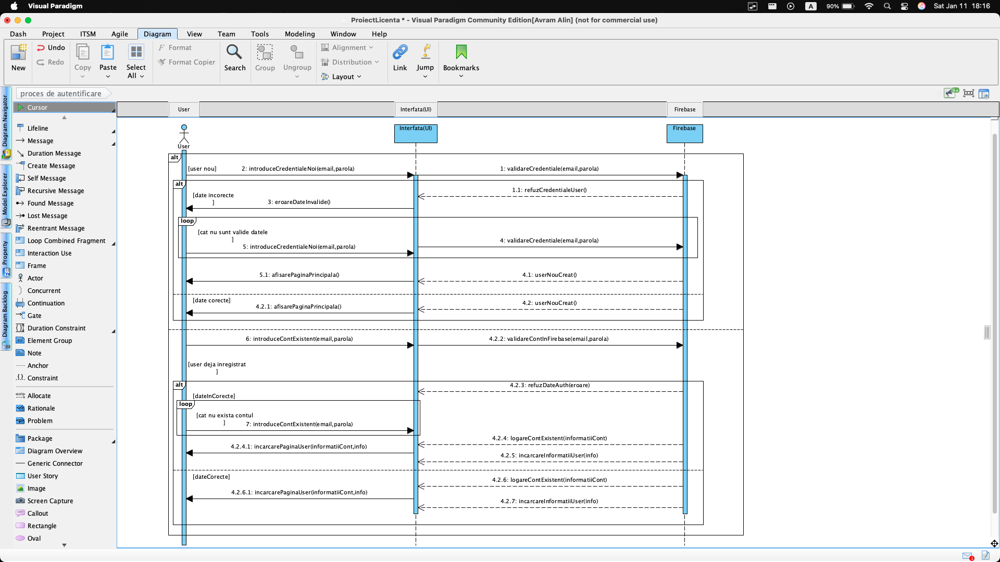 Visual Paradigm
A
90%
Sat Jan 11 18:16
ProiectLicenta * - Visual Paradigm Community Edition[Avram Alin] (not for commercial use)
Dash Project ITSM Agile Diagram View Team Tools Modeling Window Help
New
Undo
Redo
Copy
Paste
Select All
Format
Format Copier
Search
Group
Ungroup
Alignment
Distribution
Layout
Link
Jump
Bookmarks
proces de autentificare
9+
Diagram Navigator
Model Explorer
Property
Diagram Backlog
Cursor
Lifeline
Message
Duration Message
Create Message
Self Message
Recursive Message
Found Message
Lost Message
Reentrant Message
Loop Combined Fragment
Interaction Use
Frame
Actor
Concurrent
Continuation
Gate
Duration Constraint
Element Group
Note
Anchor
Constraint
Allocate
Rationale
Problem
Package
Diagram Overview
Generic Connector
User Story
Image
Screen Capture
Callout
Rectangle
Oval
User
Interfata(UI)
Firebase
User
Interfata(UI)
Firebase
alt
[user nou]
2: introduceCredentialeNoi(email,parola)
1: validareCredentiale(email,parola)
alt
1.1: refuzCredentialeUser()
[date incorecte
]
3: eroareDateInvalide()
loop
[cat nu sunt valide datele
]
4: validareCredentiale(email,parola)
5: introduceCredentialeNoi(email,parola)
5.1: afisarePaginaPrincipala()
4.1: userNouCreat()
[date corecte]
4.2: userNouCreat()
4.2.1: afisarePaginaPrincipala()
6: introduceContExistent(email,parola)
4.2.2: validareContInFirebase(email,parola)
[user deja inregistrat
]
alt
4.2.3: refuzDateAuth(eroare)
[dateInCorecte]
loop
[cat nu exista contul
]
7: introduceContExistent(email,parola)
4.2.4: logareContExistent(informatiiCont)
4.2.4.1: incarcarePaginaUser(informatiiCont,info)
4.2.5: incarcareInformatiiUser(info)
[dateCorecte]
4.2.6: logareContExistent(informatiiCont)
4.2.6.1: incarcarePaginaUser(informatiiCont,info)
4.2.7: incarcareInformatiiUser(info)
1